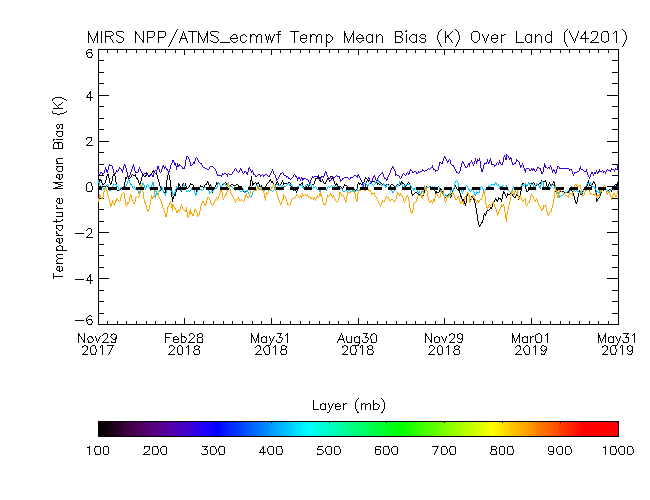 MIRS NPP/ATMS_ecmwf Temp Mean Bias (K) Over Land (V4201)
Temperature Mean Bias (K)
6
4
2
0
-2
-4
-6
Nov29 Feb28 May31 Aug30 Nov29 Mar01 May31
2017 2018 2018 2018 2018 2019 2019
Layer (mb)
100 200 300 400 500 600 700 800 900 1000